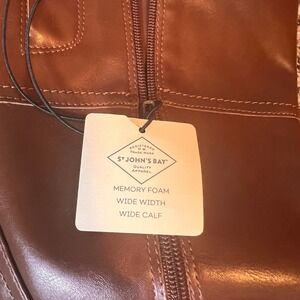 REGISTERED
TRADE MARK
ST JOHN'S BAY
QUALITY
APPAREL
MEMORY FOAM
WIDE WIDTH
WIDE CALF